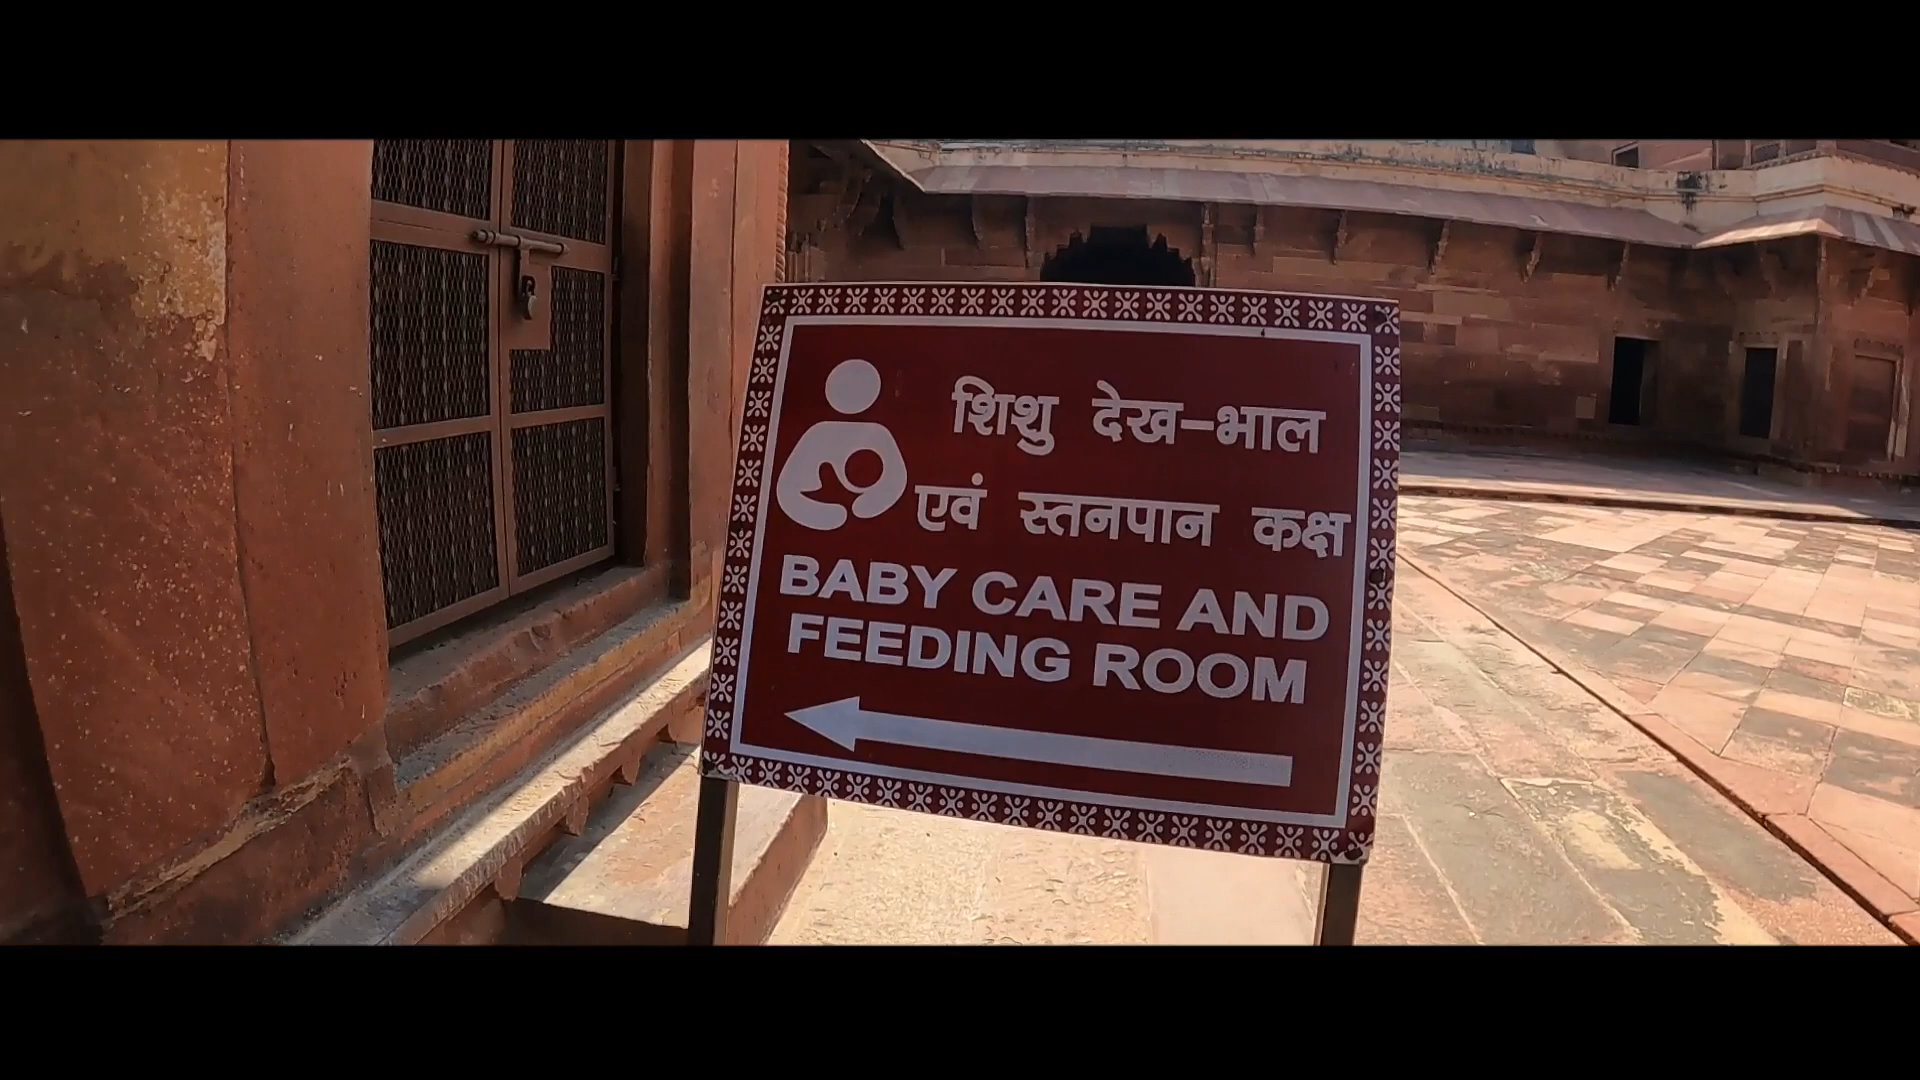 शिशु देख-भाल
एवं स्तनपान कक्ष
BABY CARE AND
FEEDING ROOM